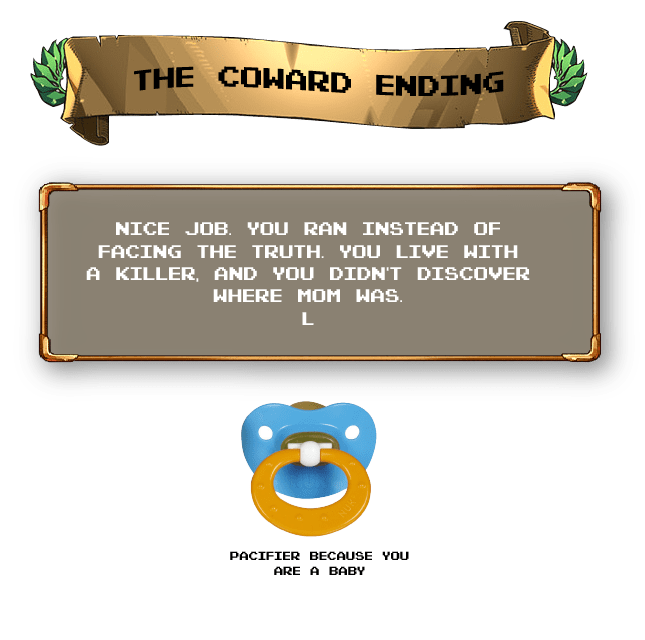 THE COWARD ENDING
NICE JOB. YOU RAN INSTEAD OF
FACING THE TRUTH. YOU LIVE WITH
A KILLER, AND YOU DIDN'T DISCOVER
WHERE MOM WAS.
L
PACIFIER BECAUSE YOU
ARE A BABY